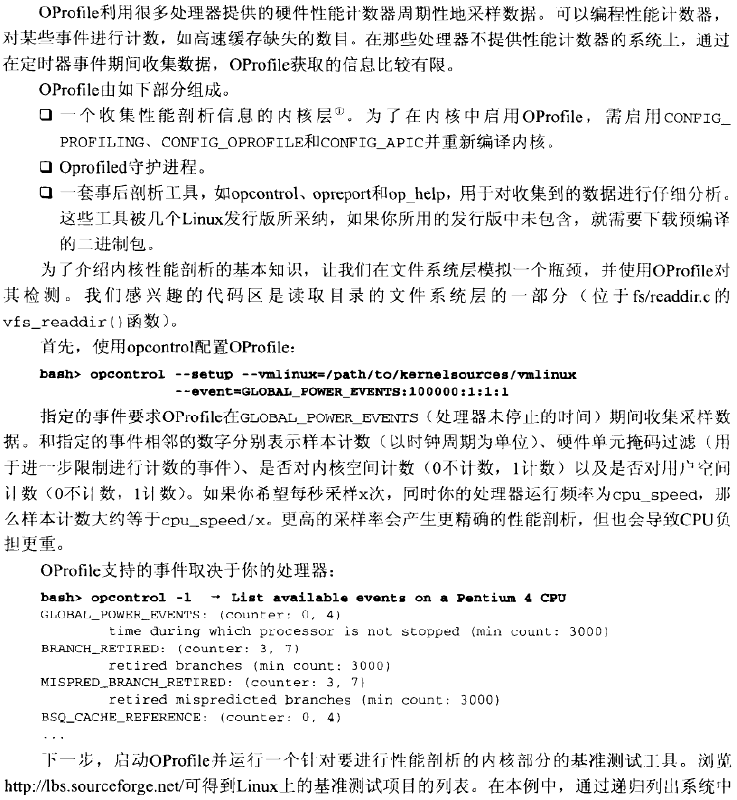 OProfile利用很多处理器提供的硬件性能计数器周期性地采样数据。可以编程性能计数器，
对某些事件进行计数，如高速缓存缺失的数目。在那些处理器不提供性能计数器的系统上，通过
在定时器事件期间收集数据，OProfile获取的信息比较有限。
OProfile由如下部分组成。
❑ 一个收集性能剖析信息的内核层①。为了在内核中启用OProfile，需启用CONFIG_
PROFILING、CONFIG_OPROFILE和CONFIG_APIC并重新编译内核。
❑ Oprofiled守护进程。
❑ 一套事后剖析工具，如opcontrol、opreport和op_help，用于对收集到的数据进行仔细分析。
这些工具被几个Linux发行版所采纳，如果你所用的发行版中未包含，就需要下载预编译
的二进制包。
为了介绍内核性能剖析的基本知识，让我们在文件系统层模拟一个瓶颈，并使用OProfile对
其检测。我们感兴趣的代码区是读取目录的文件系统层的一部分（位于fs/readdir.c的
vfs_readdir()函数）。
首先，使用opcontrol配置OProfile：
bash> opcontrol --setup --vmlinux=/path/to/kernelsources/vmlinux
--event=GLOBAL_POWER_EVENTS:100000:1:1:1
指定的事件要求OProfile在GLOBAL_POWER_EVENTS（处理器未停止的时间）期间收集采样数
据。和指定的事件相邻的数字分别表示样本计数（以时钟周期为单位）、硬件单元掩码过滤（用
于进一步限制进行计数的事件）、是否对内核空间计数（0不计数，1计数）以及是否对用户空间
计数（0不计数，1计数）。如果你希望每秒采样x次，同时你的处理器运行频率为cpu_speed，那
么样本计数大约等于cpu_speed/x。更高的采样率会产生更精确的性能剖析，但也会导致CPU负
担更重。
OProfile支持的事件取决于你的处理器：
bash> opcontrol -l → List available events on a Pentium 4 CPU
GLOBAL_POWER_EVENTS: (counter: 0, 4)
time during which processor is not stopped (min count: 3000)
BRANCH_RETIRED: (counter: 3, 7)
retired branches (min count: 3000)
MISPRED_BRANCH_RETIRED: (counter: 3, 7)
retired mispredicted branches (min count: 3000)
BSQ_CACHE_REFERENCE: (counter: 0, 4)
...
下一步，启动OProfile并运行一个针对要进行性能剖析的内核部分的基准测试工具。浏览
http://lbs.sourceforge.net/可得到Linux上的基准测试项目的列表。在本例中，通过递归列出系统中